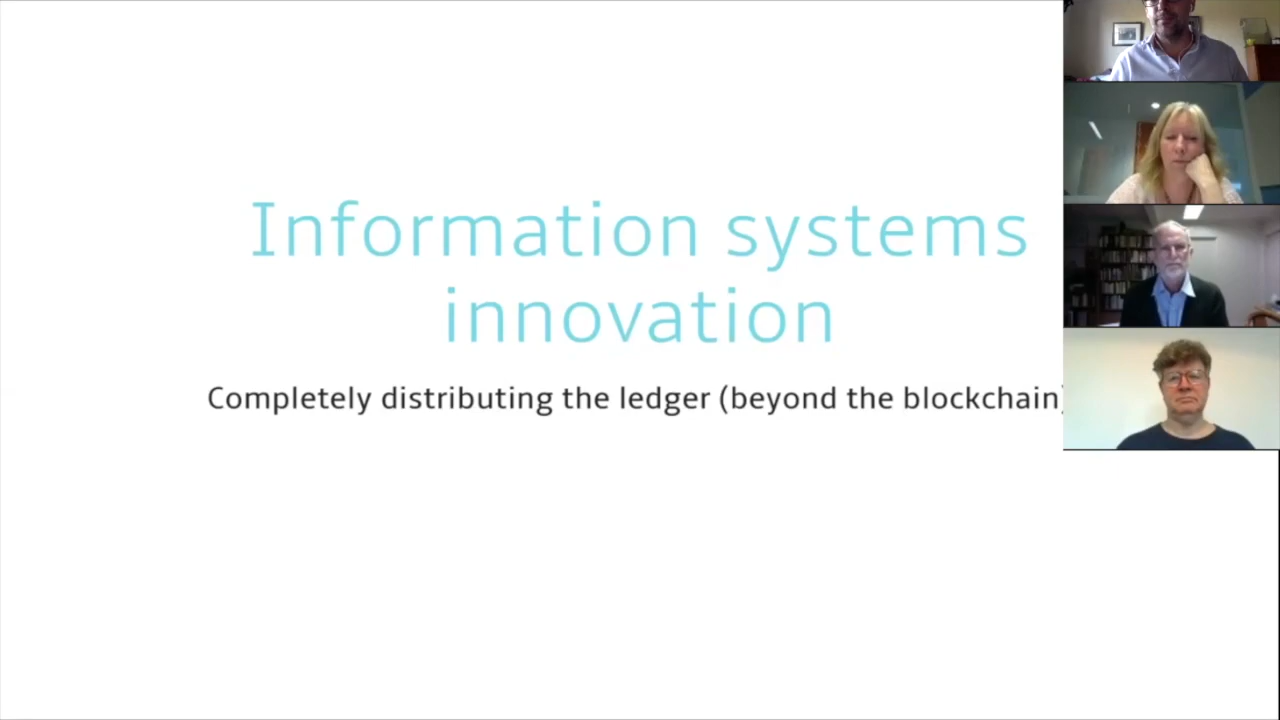 Information systems
innovation
Completely distributing the ledger (beyond the blockchain)